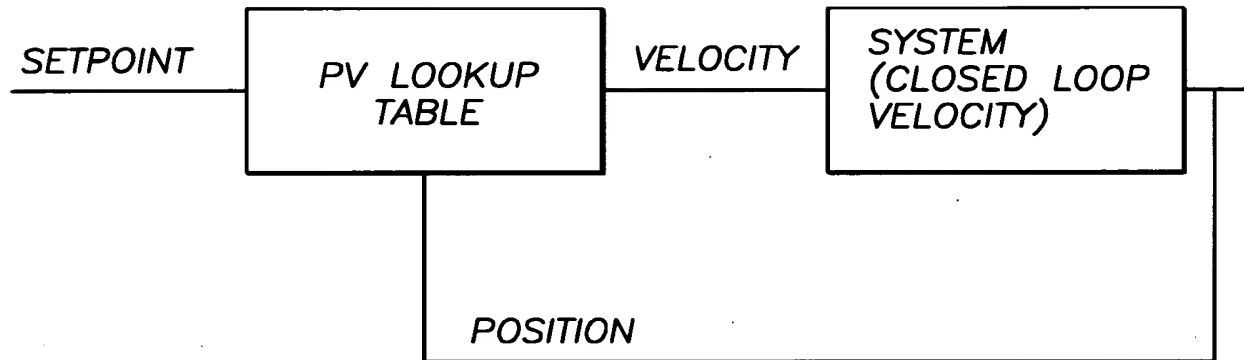 SETPOINT
PV LOOKUP
TABLE
VELOCITY
SYSTEM
(CLOSED LOOP
VELOCITY)
POSITION